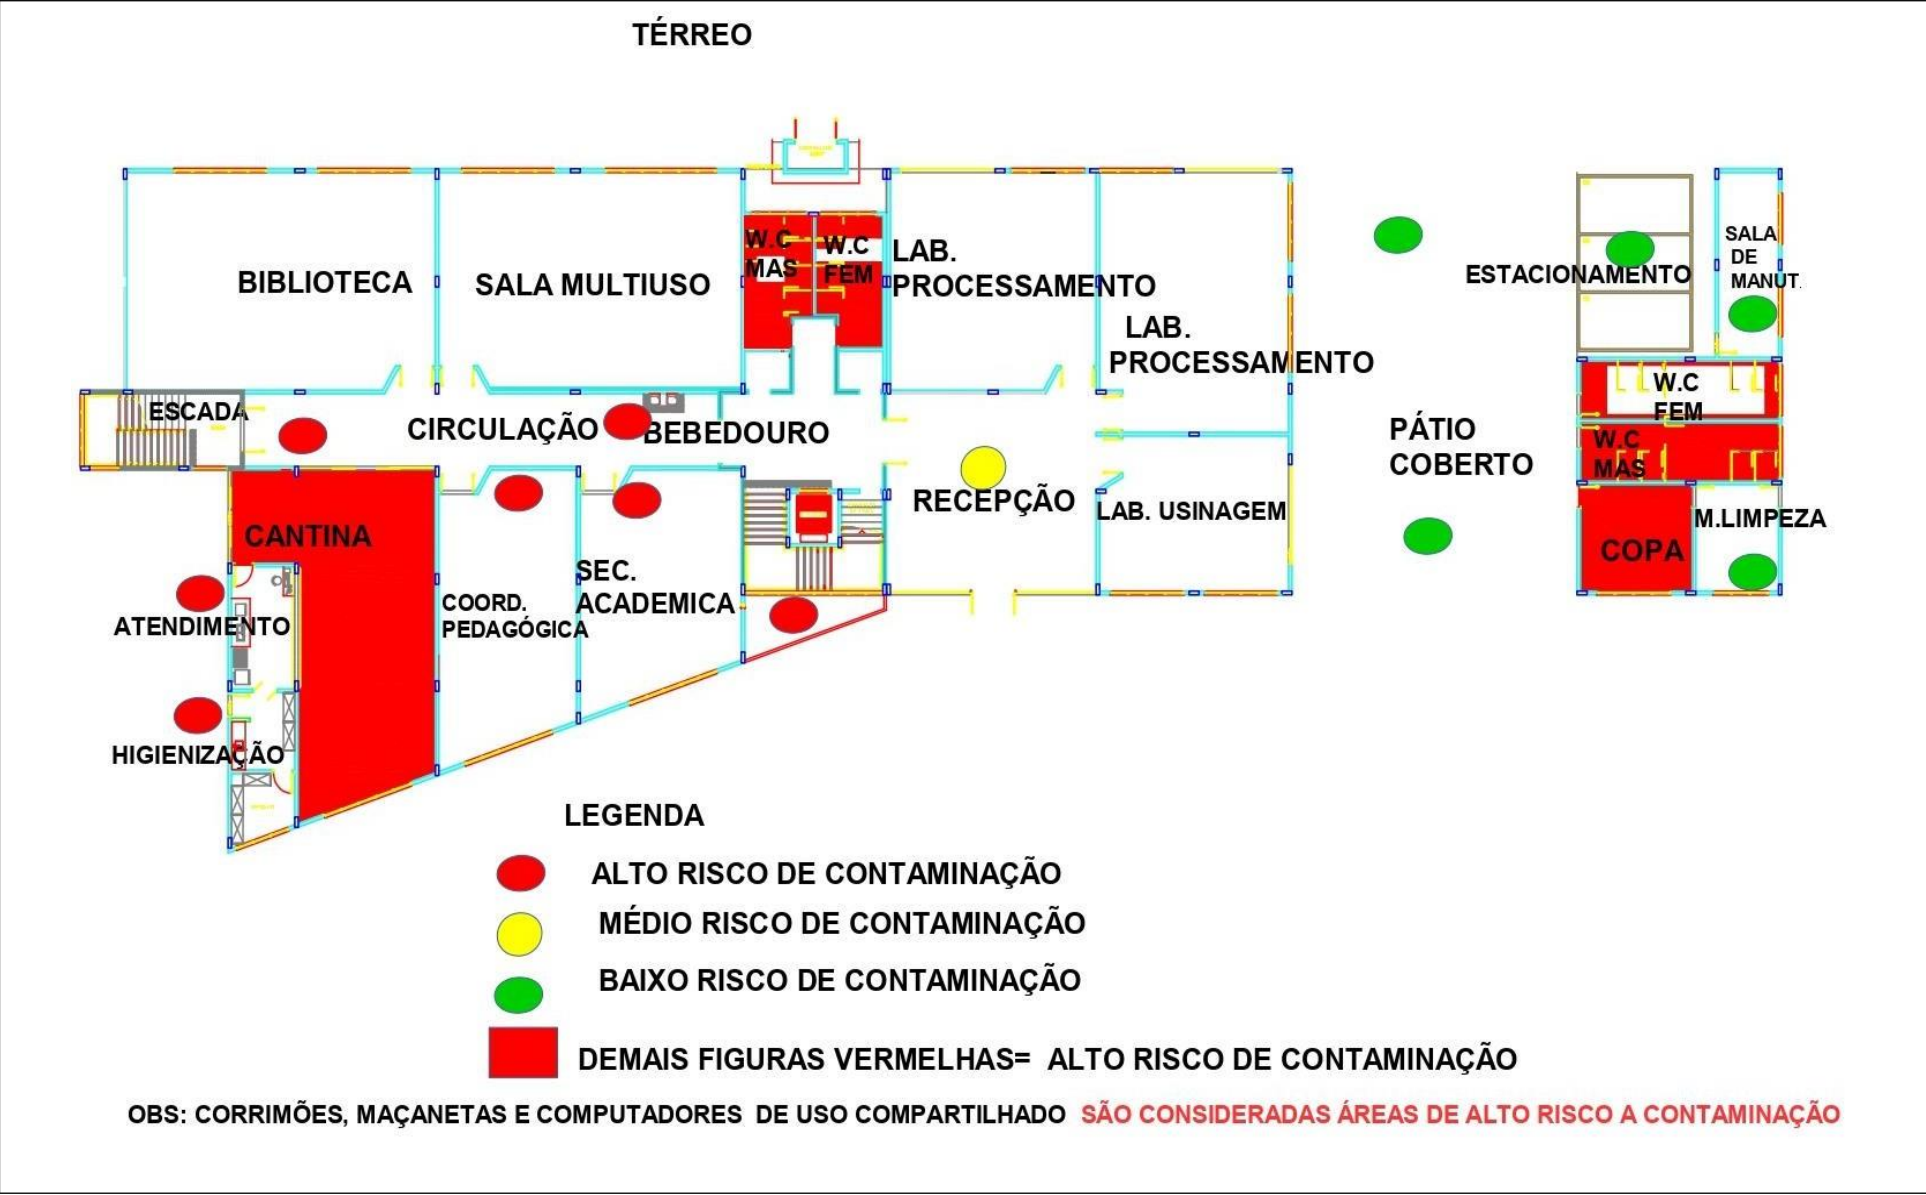 TÉRREO
BIBLIOTECA
SALA MULTIUSO
W.C
MAS
W.C
FEM
LAB.
PROCESSAMENTO
LAB.
PROCESSAMENTO
ESTACIONAMENTO
SALA
DE
MANUT.
ESCADA
CIRCULAÇÃO
BEBEDOURO
RECEPÇÃO
LAB. USINAGEM
PÁTIO
COBERTO
W.C
FEM
W.C
MAS
COPA
M.LIMPEZA
CANTINA
ATENDIMENTO
HIGIENIZAÇÃO
COORD.
PEDAGÓGICA
SEC.
ACADEMICA
LEGENDA
ALTO RISCO DE CONTAMINAÇÃO
MÉDIO RISCO DE CONTAMINAÇÃO
BAIXO RISCO DE CONTAMINAÇÃO
DEMAIS FIGURAS VERMELHAS= ALTO RISCO DE CONTAMINAÇÃO
OBS: CORRIMÕES, MAÇANETAS E COMPUTADORES DE USO COMPARTILHADO SÃO CONSIDERADAS ÁREAS DE ALTO RISCO A CONTAMINAÇÃO